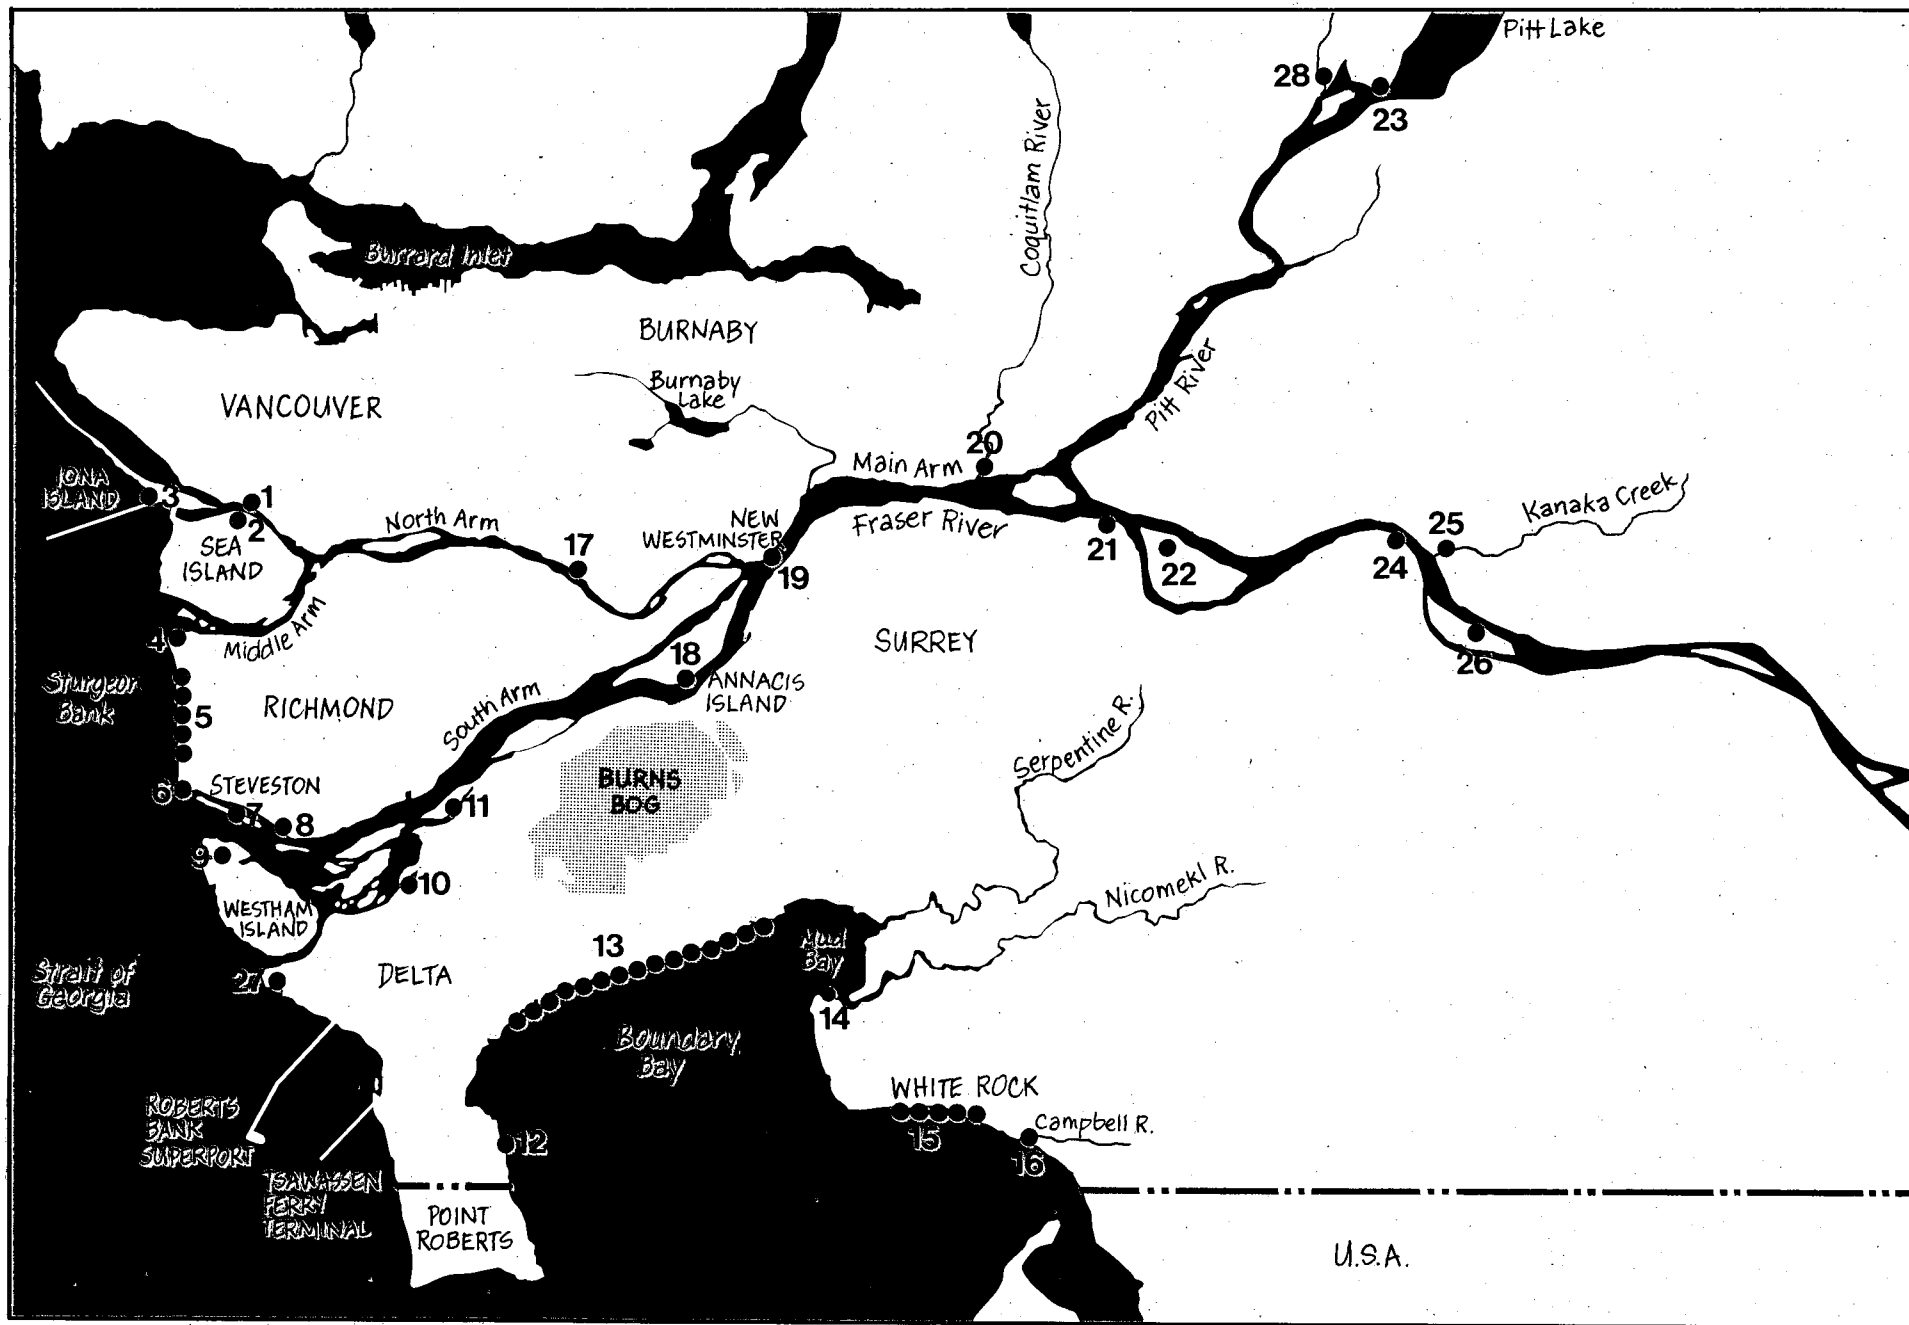 Pitt Lake
28
23
Coquitlam River
Burrard Inlet
BURNABY
Burnaby
Lake
VANCOUVER
Pitt River
20
Main Arm
Fraser River
IONA
ISLAND
3
1
2
SEA
ISLAND
North Arm
17
NEW
WESTMINSTER
19
21
22
24
25
Kanaka Creek
26
4
Middle Arm
SURREY
18
ANNACIS
ISLAND
Sturgeon
Bank
5
RICHMOND
South Arm
Serpentine R.
BURNS
BOG
6
STEVESTON
7
8
11
9
10
Nicomekl R.
WESTHAM
ISLAND
13
Mud
Bay
Strait of
Georgia
27
DELTA
14
Boundary
Bay
WHITE ROCK
15
Campbell R.
16
ROBERTS
BANK
SUPERPORT
12
TSAWASSEN
FERRY
TERMINAL
POINT
ROBERTS
U.S.A.